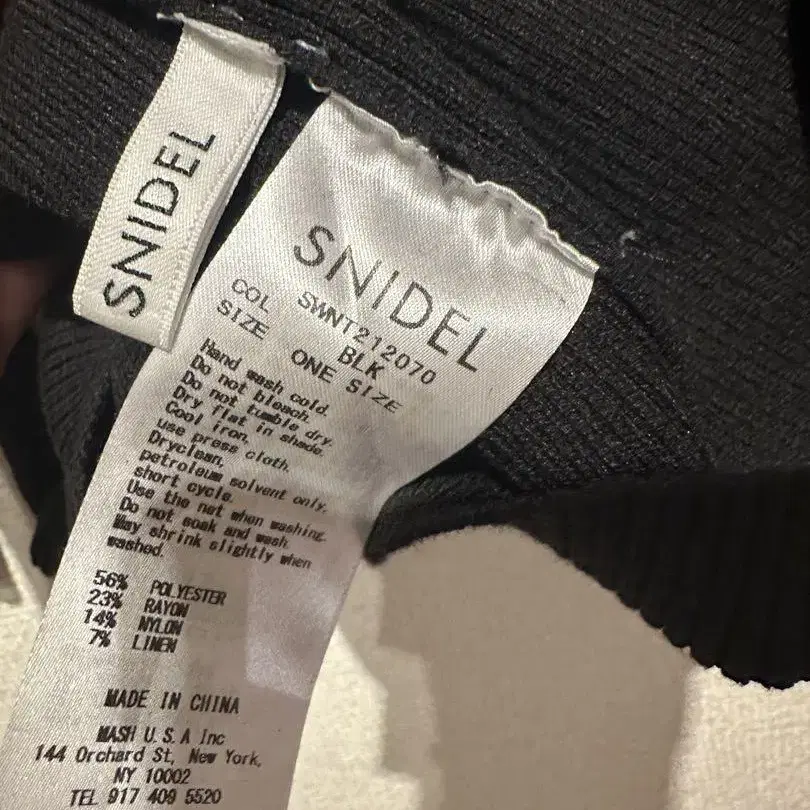 SNIDEL
SNIDEL
SWNT212070
COL BLK
SIZE ONE SIZE
Hand wash cold.
Do not bleach.
Do not tumble dry.
Dry flat in shade.
Cool iron,
use press cloth.
Dryclean,
petroleum solvent only,
short cycle.
Use the net when washing.
Do not soak and wash
May shrink slightly when
washed.
56% POLYESTER
23% RAYON
14% NYLON
7% LINEN
MADE IN CHINA
MASH U.S.A Inc
144 Orchard St, New York,
NY 10002
TEL 917 409 5520